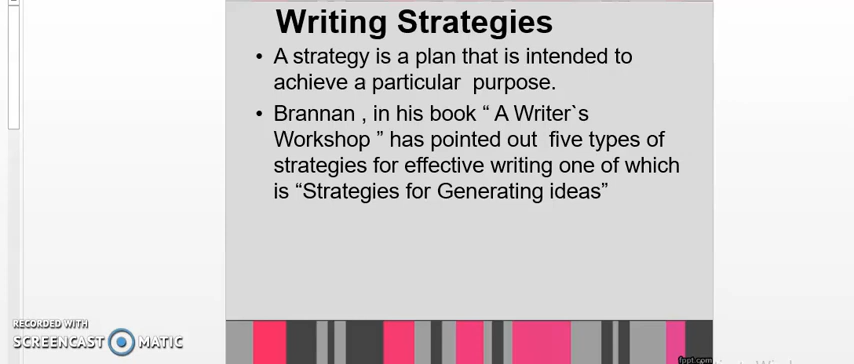 Writing Strategies
• A strategy is a plan that is intended to
achieve a particular purpose.
• Brannan , in his book “ A Writer`s
Workshop ” has pointed out five types of
strategies for effective writing one of which
is “Strategies for Generating ideas”
RECORDED WITH
SCREENCAST MATIC
fppt.com